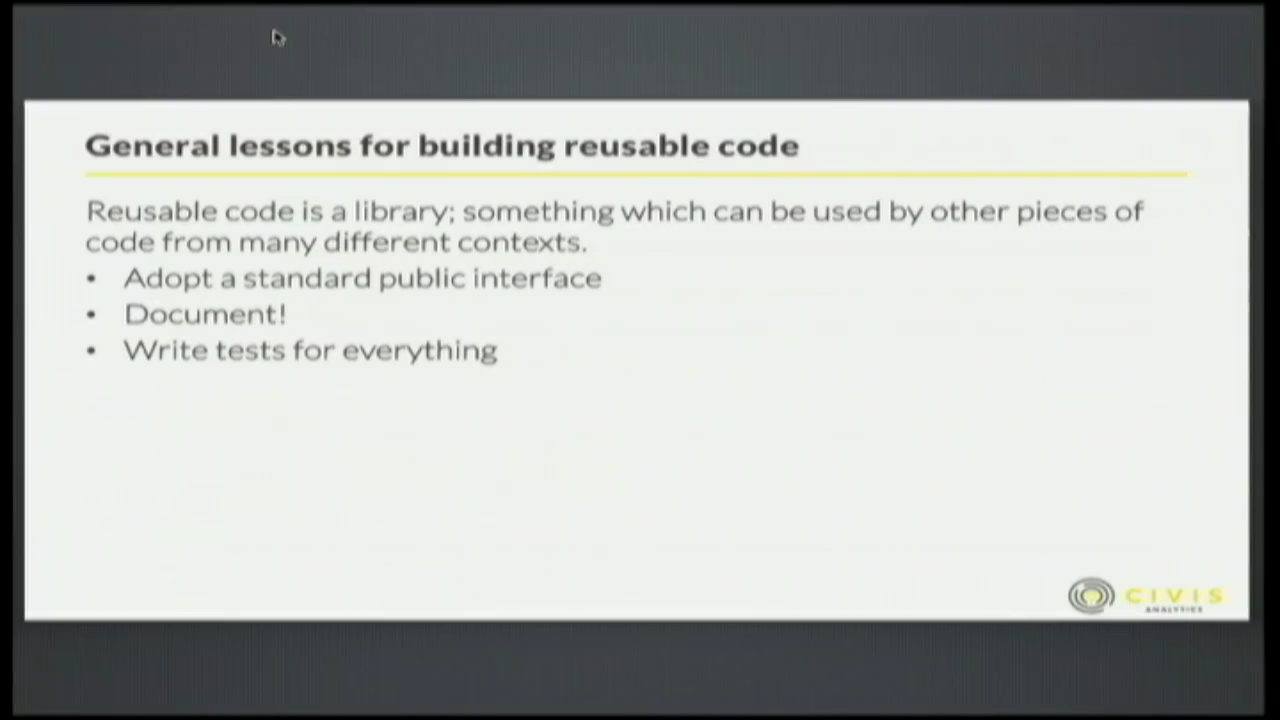 General lessons for building reusable code
Reusable code is a library; something which can be used by other pieces of
code from many different contexts.
• Adopt a standard public interface
• Document!
• Write tests for everything
CIVIS
ANALYTICS